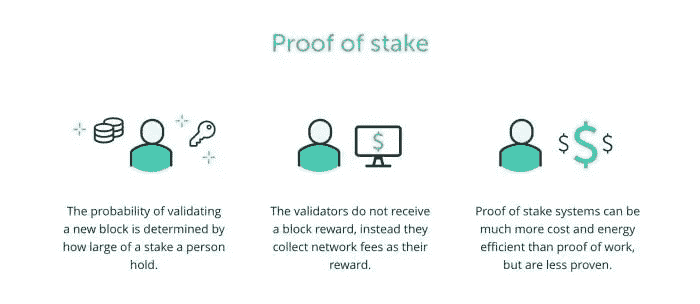 Proof of stake
$
$ $ $
The probability of validating
a new block is determined by
how large of a stake a person
hold.
The validators do not receive
a block reward, instead they
collect network fees as their
reward.
Proof of stake systems can be
much more cost and energy
efficient than proof of work,
but are less proven.